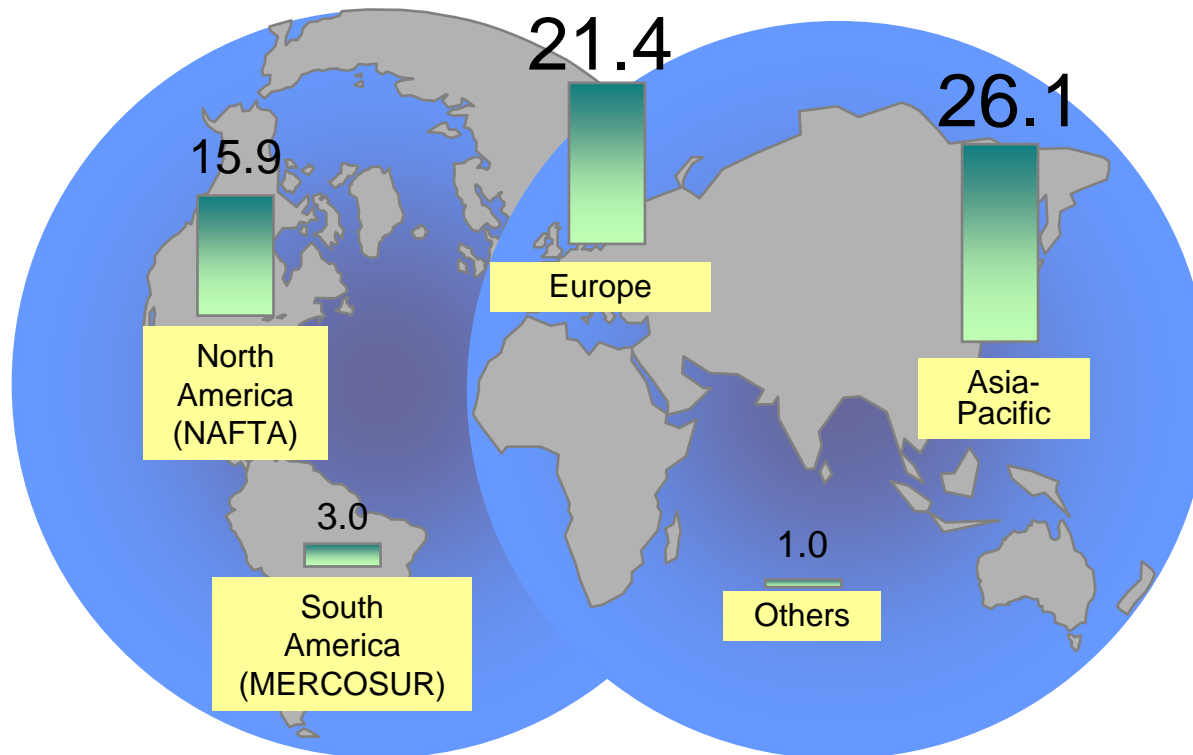 21.4
Europe
26.1
Asia-
Pacific
15.9
North
America
(NAFTA)
3.0
South
America
(MERCOSUR)
1.0
Others